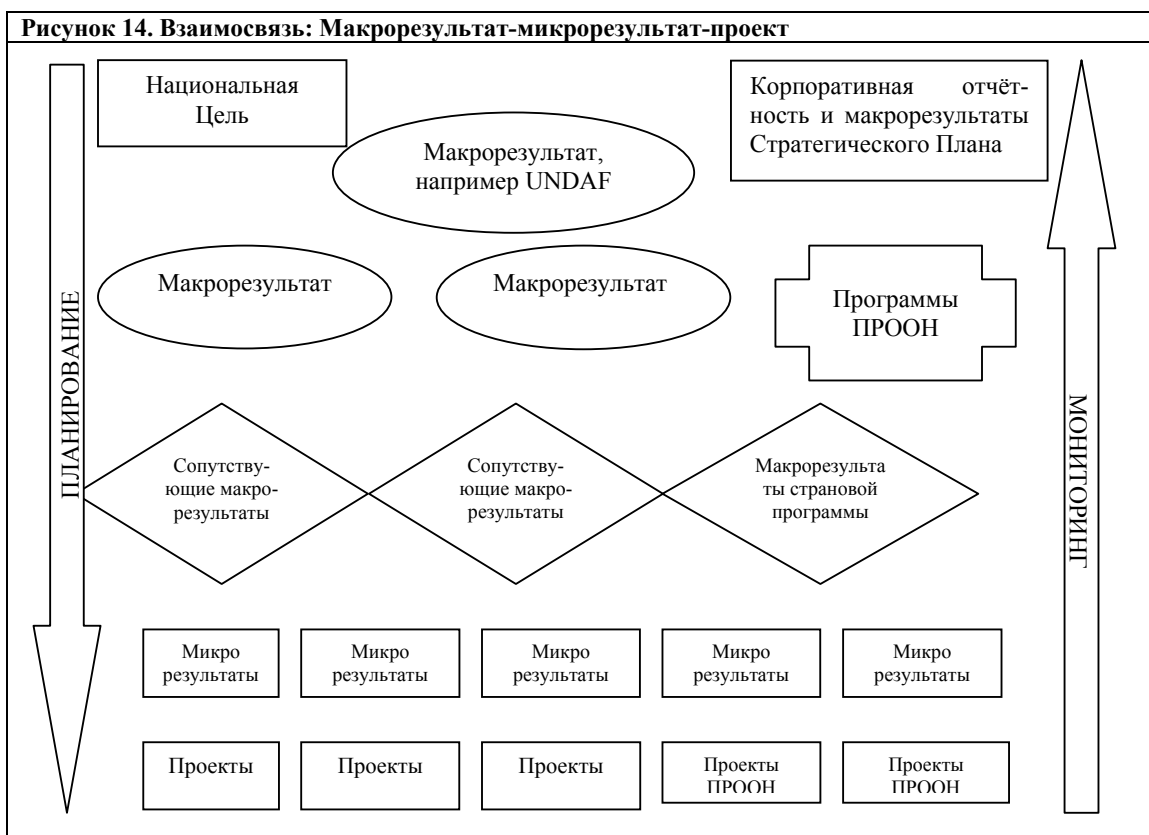 Рисунок 14. Взаимосвязь: Макрорезультат-микрорезультат-проект
Национальная
Цель
Корпоративная отчёт-
ность и макрорезультаты
Стратегического Плана
Макрорезультат,
например UNDAF
Макрорезультат
Макрорезультат
Программы
ПРООН
ПЛАНИРОВАНИЕ
МОНИТОРИНГ
Сопутству-
ющие макро-
результаты
Сопутству-
ющие макро-
результаты
Макрорезульта
ты страновой
программы
Микро
результаты
Микро
результаты
Микро
результаты
Микро
результаты
Микро
результаты
Проекты
Проекты
Проекты
Проекты
ПРООН
Проекты
ПРООН